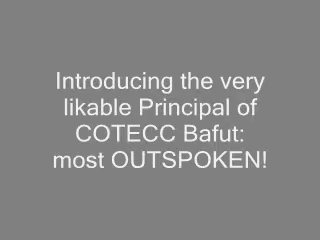 Introducing the very
likable Principal of
COTECC Bafut:
most OUTSPOKEN!